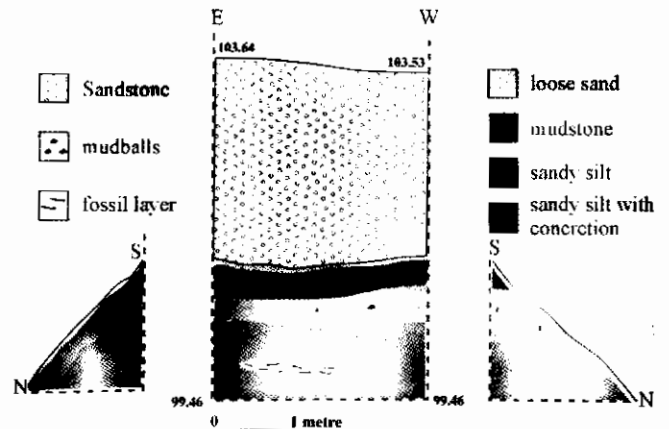 E W
103.64 103.53
Sandstone
mudballs
fossil layer
loose sand
mudstone
sandy silt
sandy silt with
concretion
S S
N N
99.46 99.46
0 1 metre